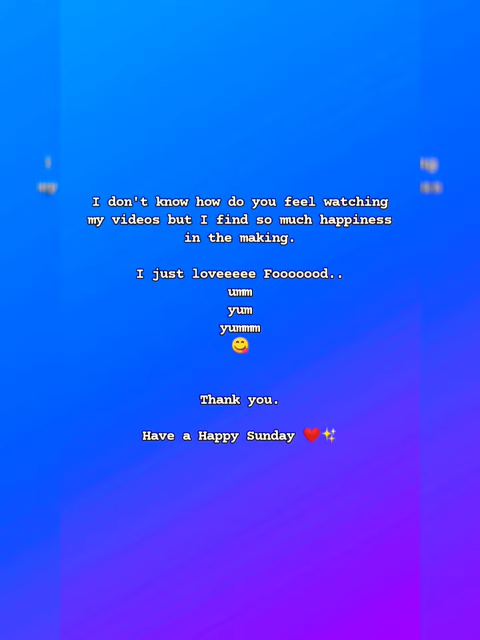 I don't know how do you feel watching
my videos but I find so much happiness
in the making.
I just loveeeee Fooooood..
umm
yum
yummm
😋
Thank you.
Have a Happy Sunday ❤️✨